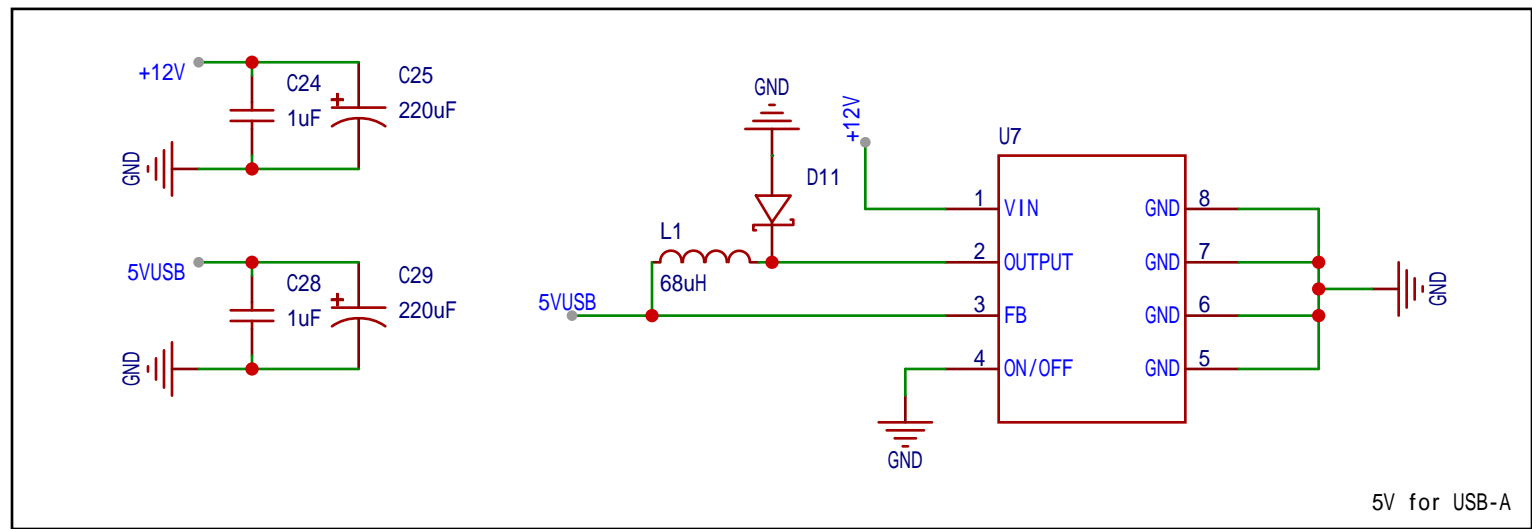 +12V
C24
1uF
C25
220uF
GND
5VUSB
C28
1uF
C29
220uF
GND
GND
D11
L1
68uH
5VUSB
+12V
U7
1
VIN
2
OUTPUT
3
FB
4
ON/OFF
GND
8
GND
7
GND
6
GND
5
GND
GND
5V for USB-A